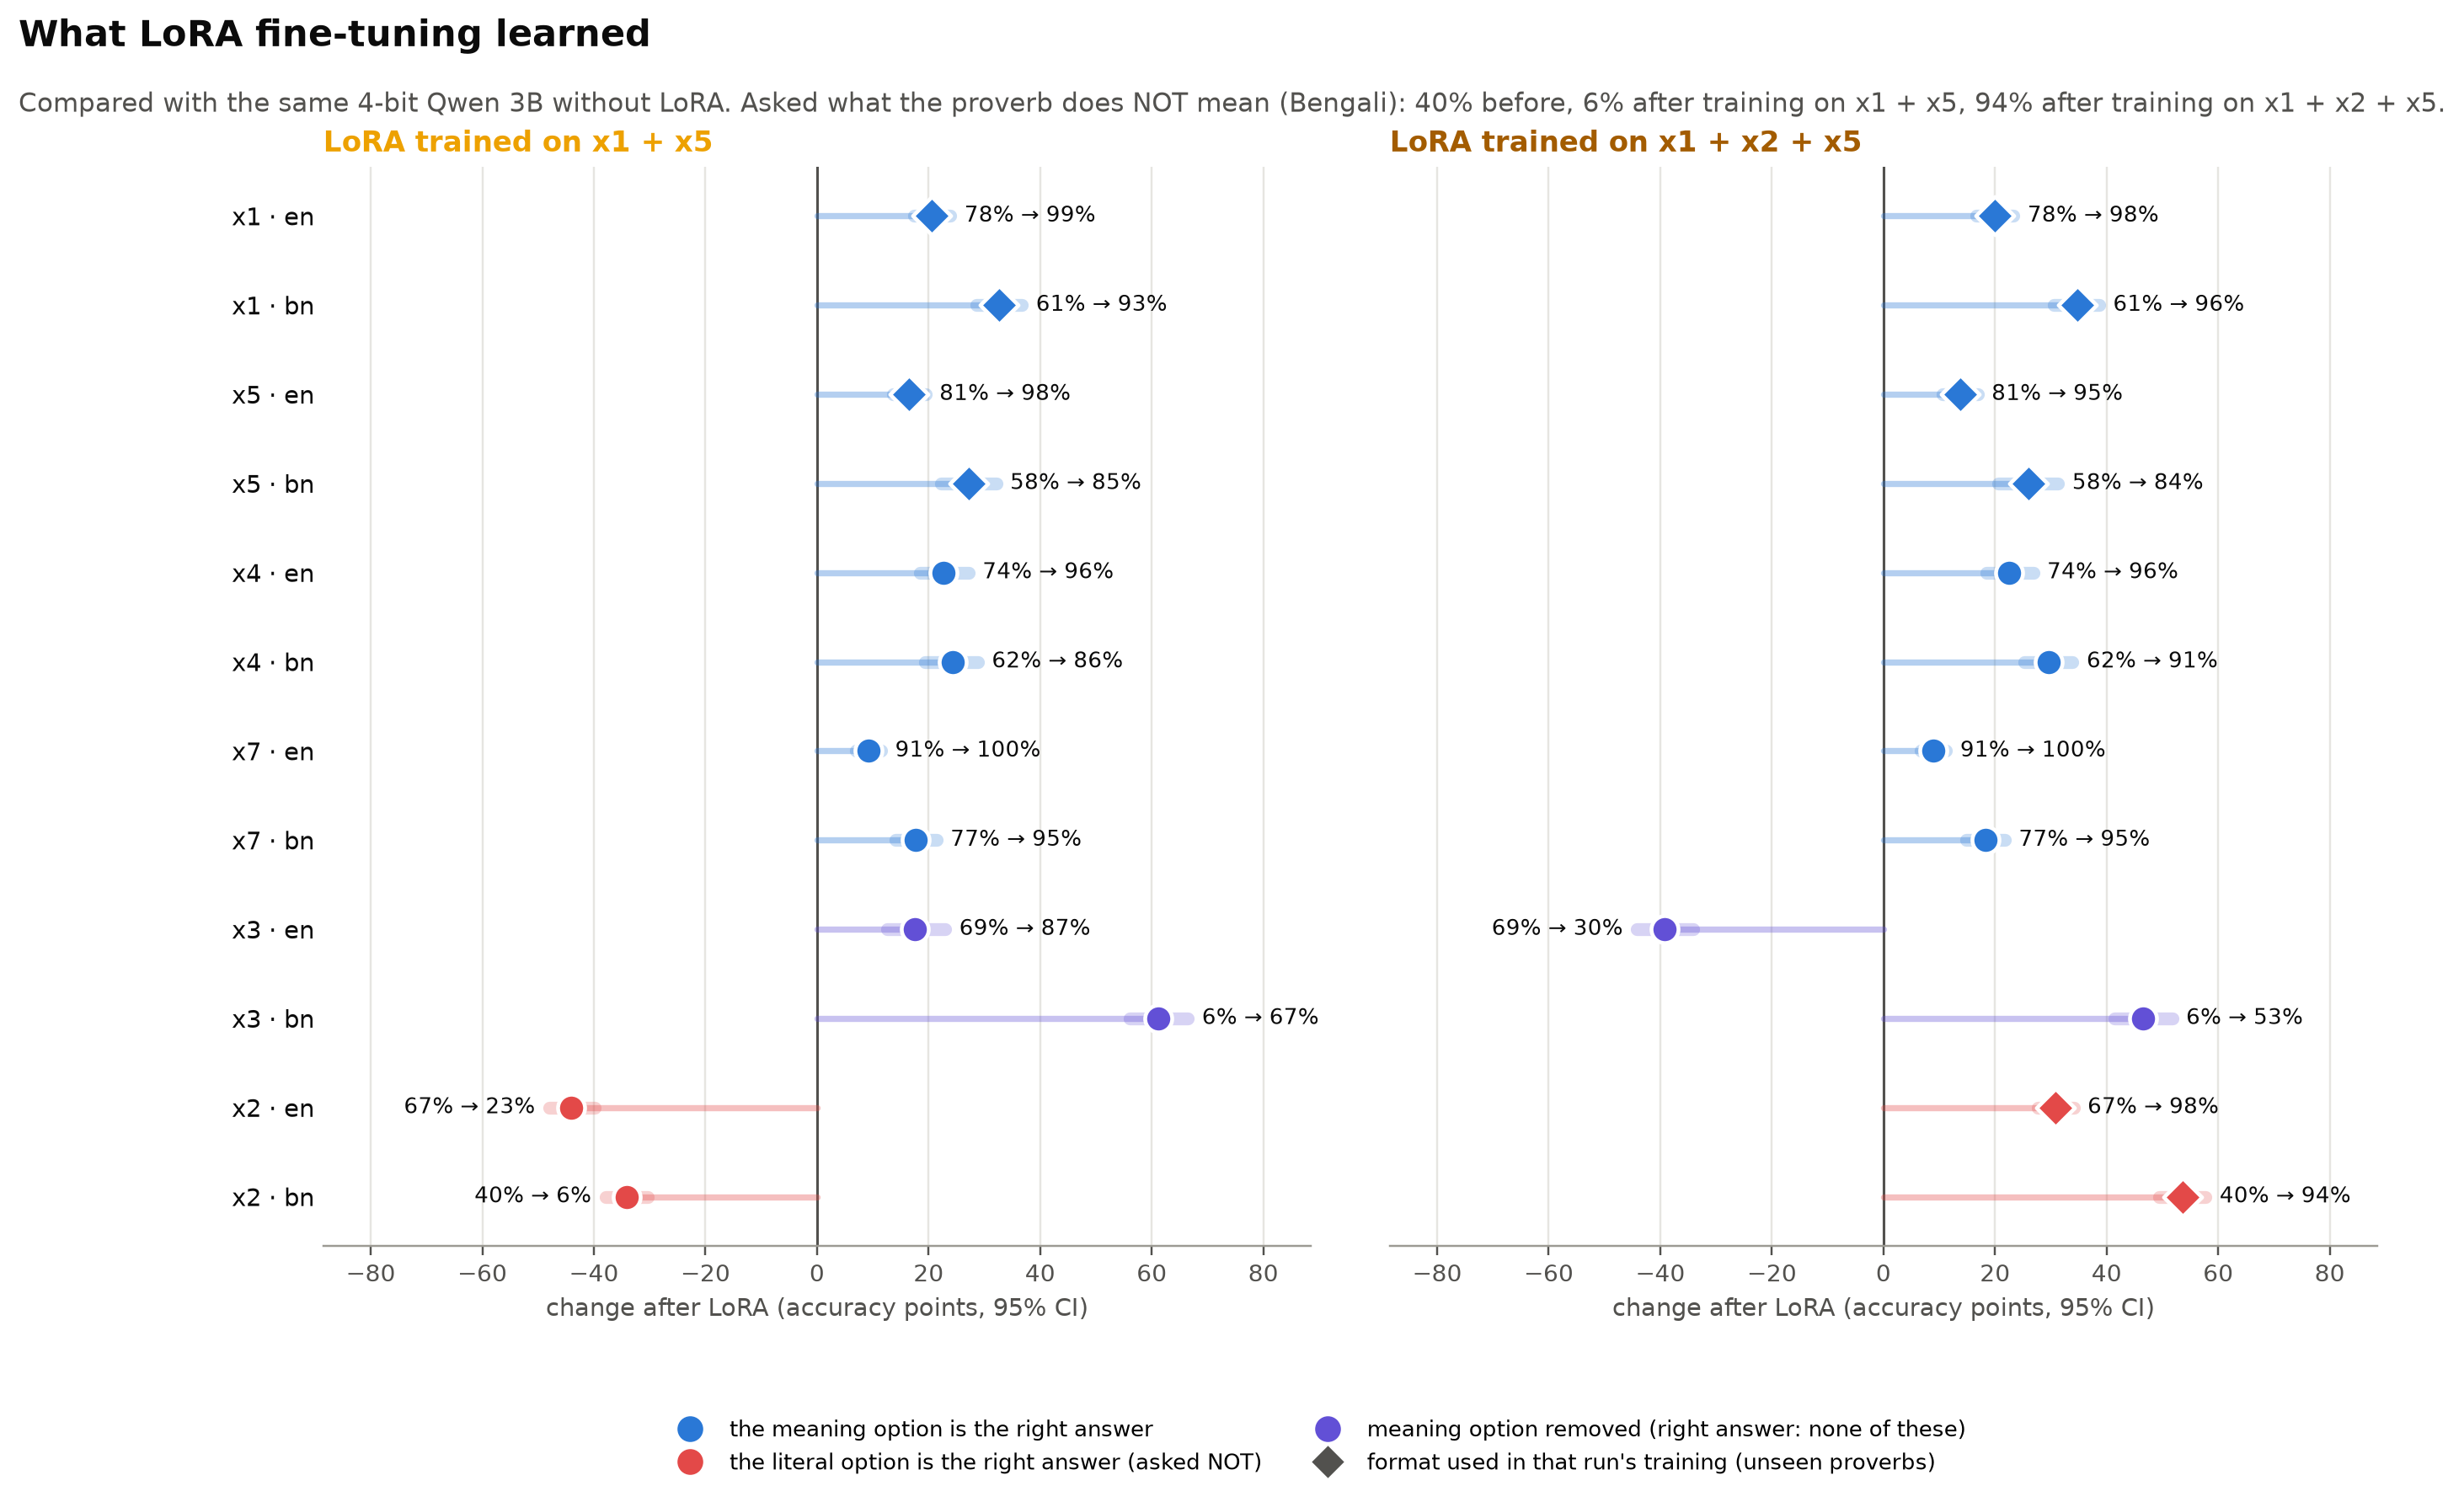 What LoRA fine-tuning learned
Compared with the same 4-bit Qwen 3B without LoRA. Asked what the proverb does NOT mean (Bengali): 40% before, 6% after training on x1 + x5, 94% after training on x1 + x2 + x5.
LoRA trained on x1 + x5
LoRA trained on x1 + x2 + x5
x1 · en 78% → 99% 78% → 98%
x1 · bn 61% → 93% 61% → 96%
x5 · en 81% → 98% 81% → 95%
x5 · bn 58% → 85% 58% → 84%
x4 · en 74% → 96% 74% → 96%
x4 · bn 62% → 86% 62% → 91%
x7 · en 91% → 100% 91% → 100%
x7 · bn 77% → 95% 77% → 95%
x3 · en 69% → 87% 69% → 30%
x3 · bn 6% → 67% 6% → 53%
x2 · en 67% → 23% 67% → 98%
x2 · bn 40% → 6% 40% → 94%
−80 −60 −40 −20 0 20 40 60 80 −80 −60 −40 −20 0 20 40 60 80
change after LoRA (accuracy points, 95% CI) change after LoRA (accuracy points, 95% CI)
the meaning option is the right answer
the literal option is the right answer (asked NOT)
meaning option removed (right answer: none of these)
format used in that run's training (unseen proverbs)